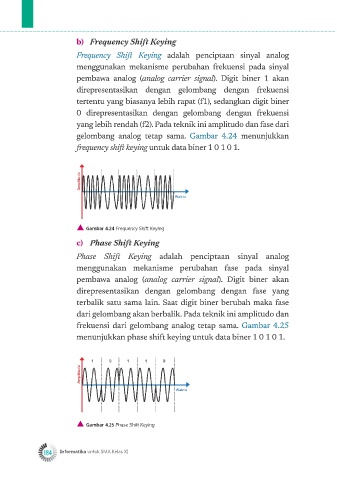 b) Frequency Shift Keying
Frequency Shift Keying adalah penciptaan sinyal analog
menggunakan mekanisme perubahan frekuensi pada sinyal
pembawa analog (analog carrier signal). Digit biner 1 akan
direpresentasikan dengan gelombang dengan frekuensi
tertentu yang biasanya lebih rapat (f1), sedangkan digit biner
0 direpresentasikan dengan gelombang dengan frekuensi
yang lebih rendah (f2). Pada teknik ini amplitudo dan fase dari
gelombang analog tetap sama. Gambar 4.24 menunjukkan
frequency shift keying untuk data biner 1 0 1 0 1.
Amplitudo
Waktu
Gambar 4.24 Frequency Shift Keying
c) Phase Shift Keying
Phase Shift Keying adalah penciptaan sinyal analog
menggunakan mekanisme perubahan fase pada sinyal
pembawa analog (analog carrier signal). Digit biner akan
direpresentasikan dengan gelombang dengan fase yang
terbalik satu sama lain. Saat digit biner berubah maka fase
dari gelombang akan berbalik. Pada teknik ini amplitudo dan
frekuensi dari gelombang analog tetap sama. Gambar 4.25
menunjukkan phase shift keying untuk data biner 1 0 1 0 1.
1 0 1 1 0
Amplitudo
Waktu
Gambar 4.25 Phase Shift Keying
184 Informatika untuk SMA Kelas XI